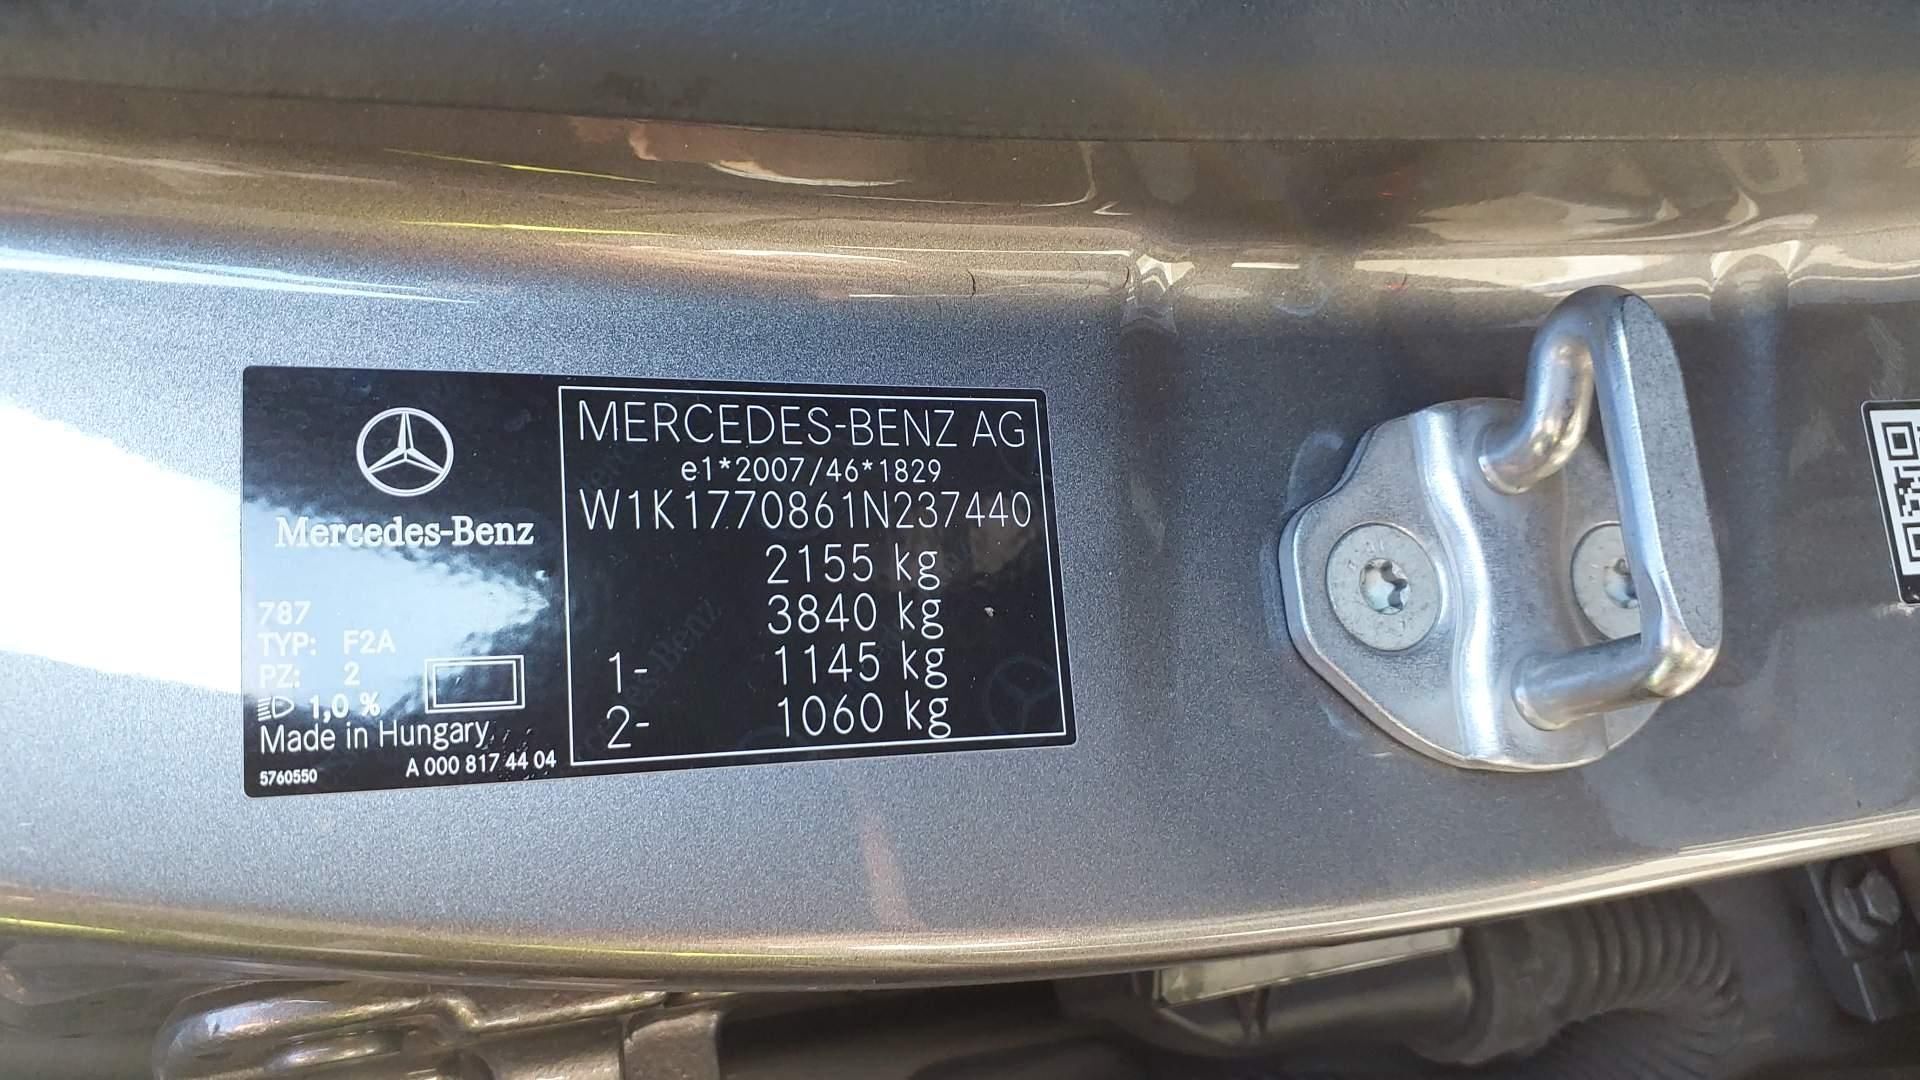 Mercedes-Benz
787
TYP: F2A
PZ: 2
1,0 %
Made in Hungary
5760550
A 000 817 44 04
MERCEDES-BENZ AG
e1*2007/46*1829
W1K1770861N237440
2155 kg
3840 kg
1- 1145 kg
2- 1060 kg